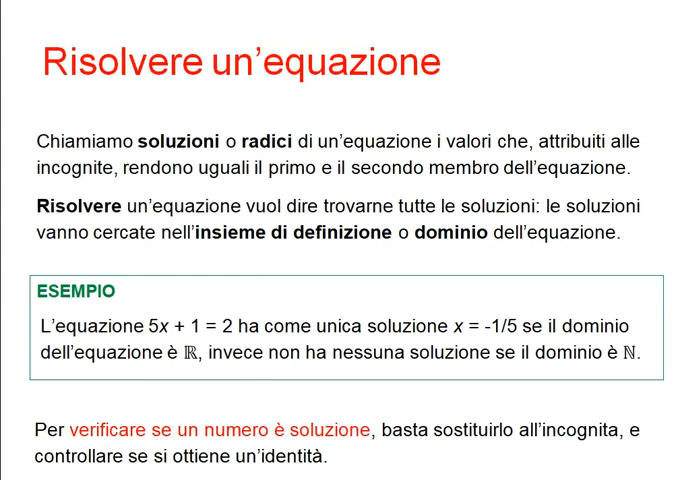 Risolvere un'equazione
Chiamiamo soluzioni o radici di un'equazione i valori che, attribuiti alle
incognite, rendono uguali il primo e il secondo membro dell'equazione.
Risolvere un'equazione vuol dire trovarne tutte le soluzioni: le soluzioni
vanno cercate nell'insieme di definizione o dominio dell'equazione.
ESEMPIO
L'equazione 5x + 1 = 2 ha come unica soluzione x = -1/5 se il dominio
dell'equazione è ℝ, invece non ha nessuna soluzione se il dominio è ℕ.
Per verificare se un numero è soluzione, basta sostituirlo all'incognita, e
controllare se si ottiene un'identità.